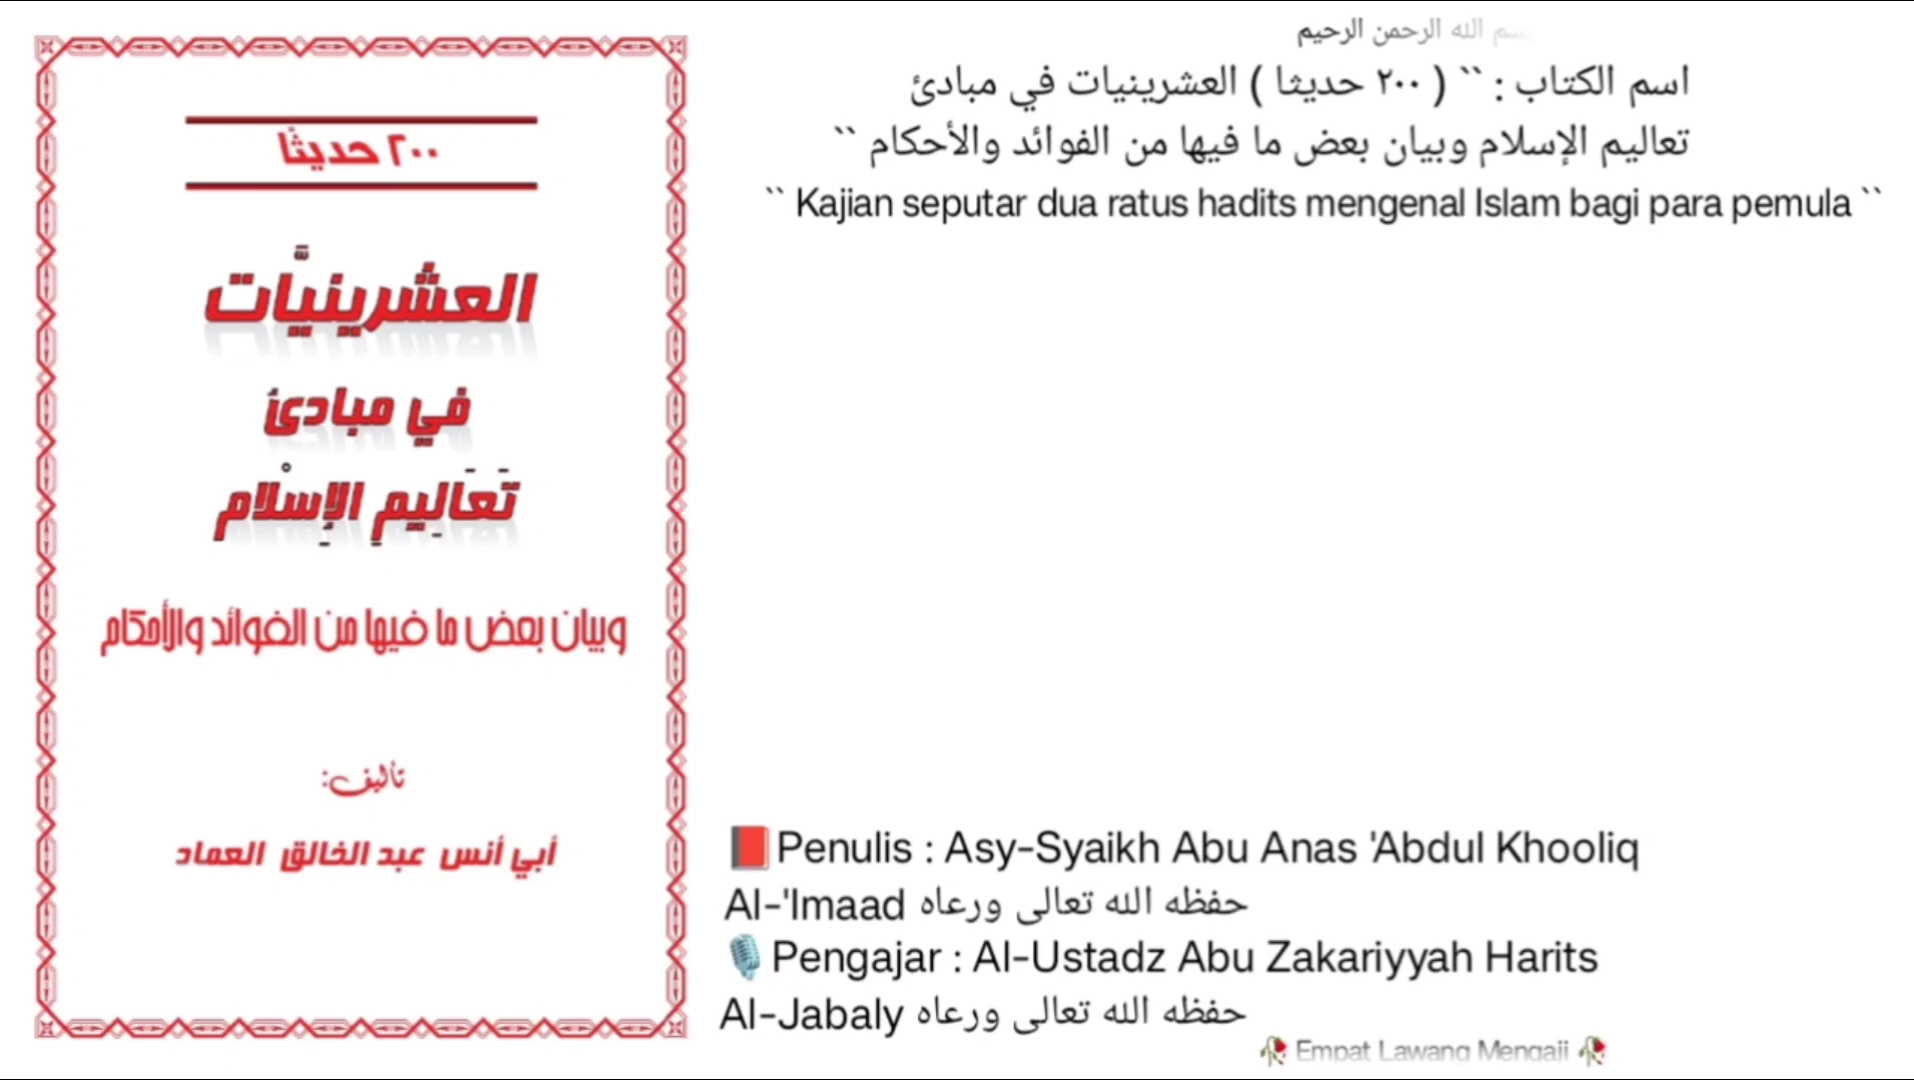 ٢٠٠ حديثًا
العشرينيَّات
في مبادئ
تَعَالِيمِ الإِسْلام
وبيان بعض ما فيها من الفوائد والأحكام
تأليف:
أبي أنس عبد الخالق العماد
بسم الله الرحمن الرحيم
اسم الكتاب : `` ( ٢٠٠ حديثا ) العشرينيات في مبادئ
تعاليم الإسلام وبيان بعض ما فيها من الفوائد والأحكام ``
`` Kajian seputar dua ratus hadits mengenal Islam bagi para pemula ``
📕Penulis : Asy-Syaikh Abu Anas 'Abdul Khooliq
Al-'Imaad حفظه الله تعالى ورعاه
🎙️Pengajar : Al-Ustadz Abu Zakariyyah Harits
Al-Jabaly حفظه الله تعالى ورعاه
🥀 Empat Lawang Mengaji 🥀